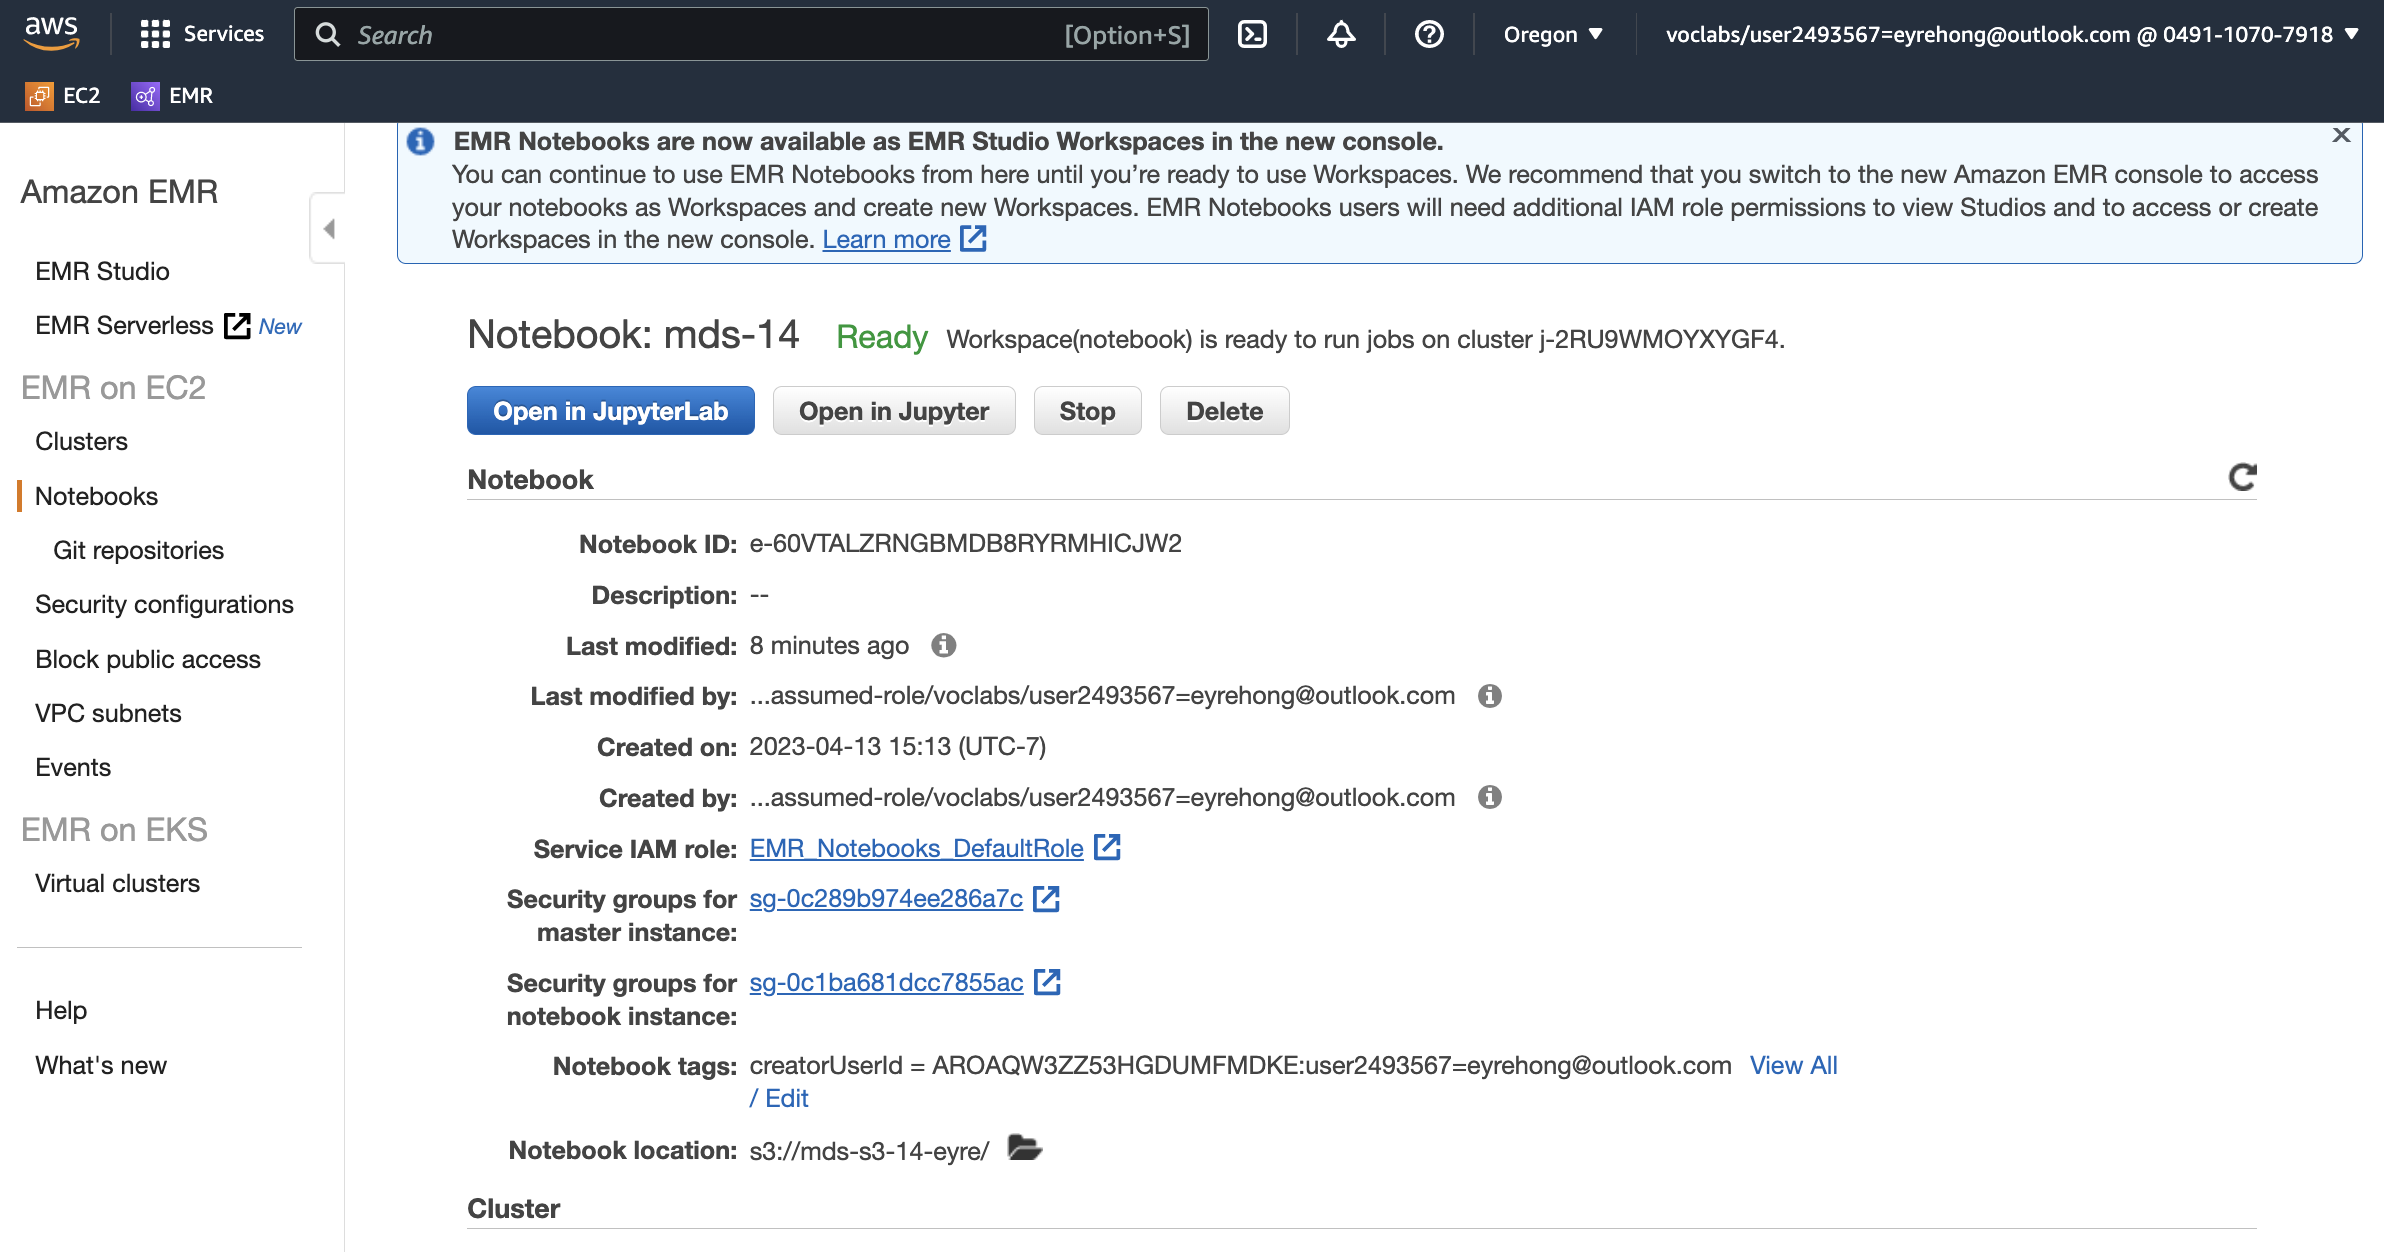 aws Services Search [Option+S] Oregon ▼ voclabs/user2493567=eyrehong@outlook.com @ 0491-1070-7918 ▼
EC2 EMR
EMR Notebooks are now available as EMR Studio Workspaces in the new console.
You can continue to use EMR Notebooks from here until you’re ready to use Workspaces. We recommend that you switch to the new Amazon EMR console to access
your notebooks as Workspaces and create new Workspaces. EMR Notebooks users will need additional IAM role permissions to view Studios and to access or create
Workspaces in the new console. Learn more
Amazon EMR
EMR Studio
EMR Serverless New
EMR on EC2
Clusters
Notebooks
Git repositories
Security configurations
Block public access
VPC subnets
Events
EMR on EKS
Virtual clusters
Help
What's new
Notebook: mds-14 Ready Workspace(notebook) is ready to run jobs on cluster j-2RU9WMOYXYGF4.
Open in JupyterLab Open in Jupyter Stop Delete
Notebook
Notebook ID: e-60VTALZRNGBMDB8RYRMHICJW2
Description: --
Last modified: 8 minutes ago
Last modified by: ...assumed-role/voclabs/user2493567=eyrehong@outlook.com
Created on: 2023-04-13 15:13 (UTC-7)
Created by: ...assumed-role/voclabs/user2493567=eyrehong@outlook.com
Service IAM role: EMR_Notebooks_DefaultRole
Security groups for sg-0c289b974ee286a7c
master instance:
Security groups for sg-0c1ba681dcc7855ac
notebook instance:
Notebook tags: creatorUserId = AROAQW3ZZ53HGDUMFMDKE:user2493567=eyrehong@outlook.com View All
/ Edit
Notebook location: s3://mds-s3-14-eyre/
Cluster